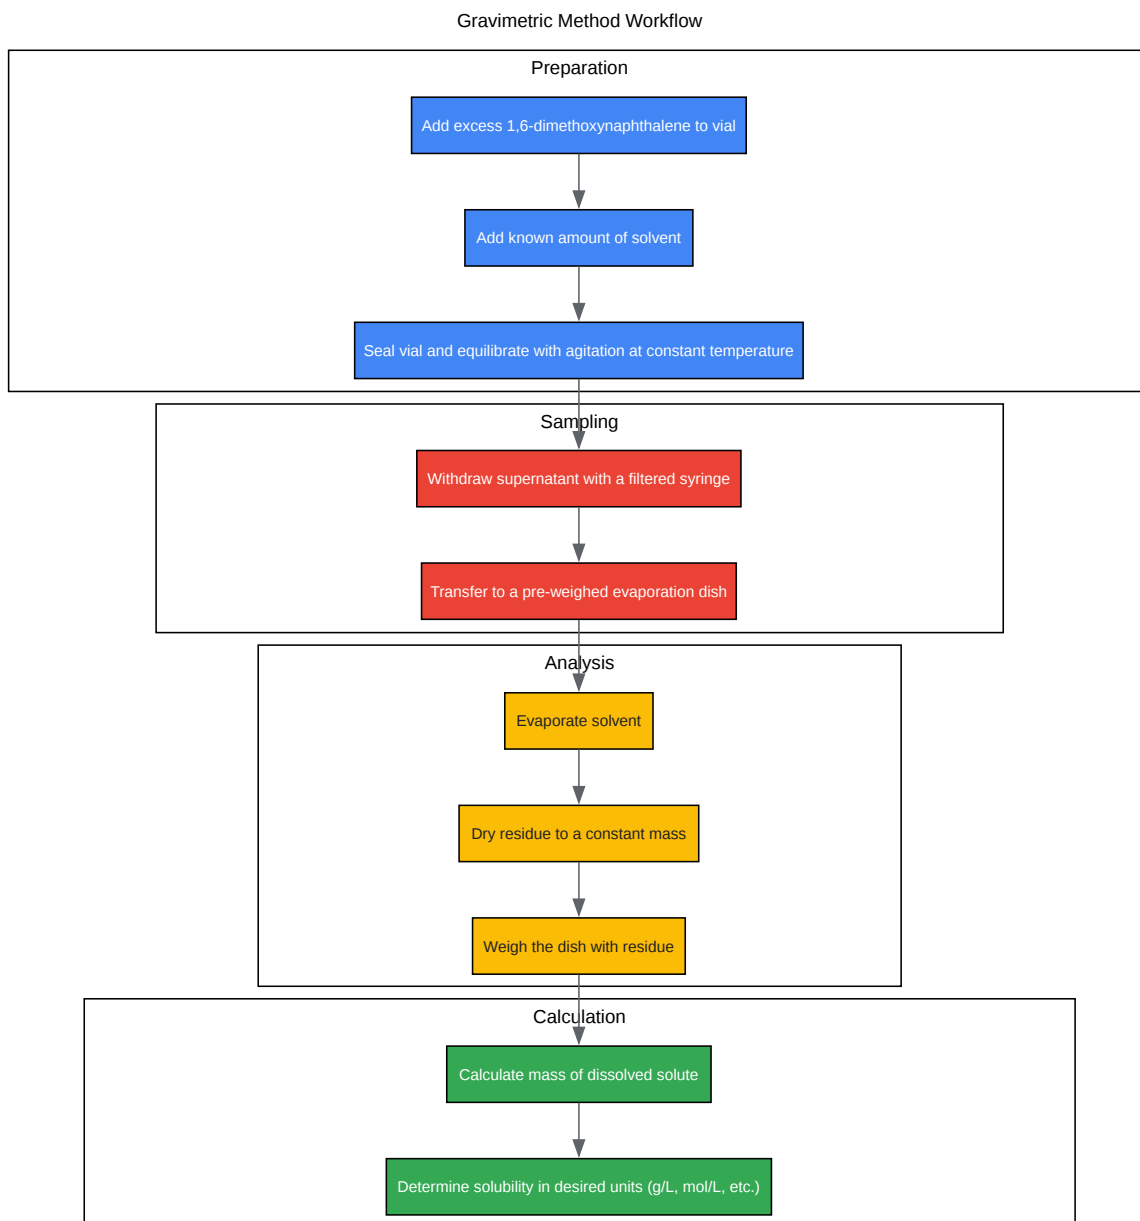 Gravimetric Method Workflow
Preparation
Add excess 1,6-dimethoxynaphthalene to vial
Add known amount of solvent
Seal vial and equilibrate with agitation at constant temperature
Sampling
Withdraw supernatant with a filtered syringe
Transfer to a pre-weighed evaporation dish
Analysis
Evaporate solvent
Dry residue to a constant mass
Weigh the dish with residue
Calculation
Calculate mass of dissolved solute
Determine solubility in desired units (g/L, mol/L, etc.)